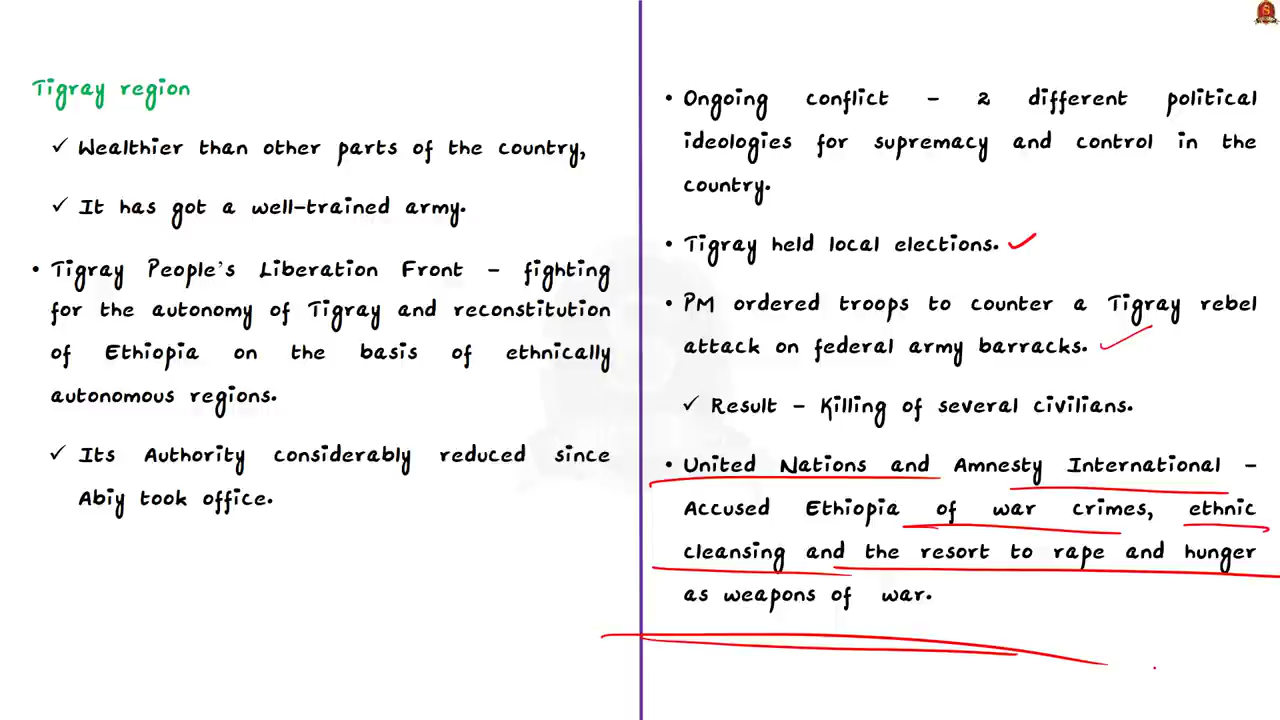 Tigray region
✓ Wealthier than other parts of the country,
✓ It has got a well-trained army.
• Tigray People's Liberation Front - fighting
for the autonomy of Tigray and reconstitution
of Ethiopia on the basis of ethnically
autonomous regions.
✓ Its Authority considerably reduced since
Abiy took office.
• Ongoing conflict - 2 different political
ideologies for supremacy and control in the
country.
• Tigray held local elections.
• PM ordered troops to counter a Tigray rebel
attack on federal army barracks.
✓ Result - Killing of several civilians.
• United Nations and Amnesty International -
Accused Ethiopia of war crimes, ethnic
cleansing and the resort to rape and hunger
as weapons of war.